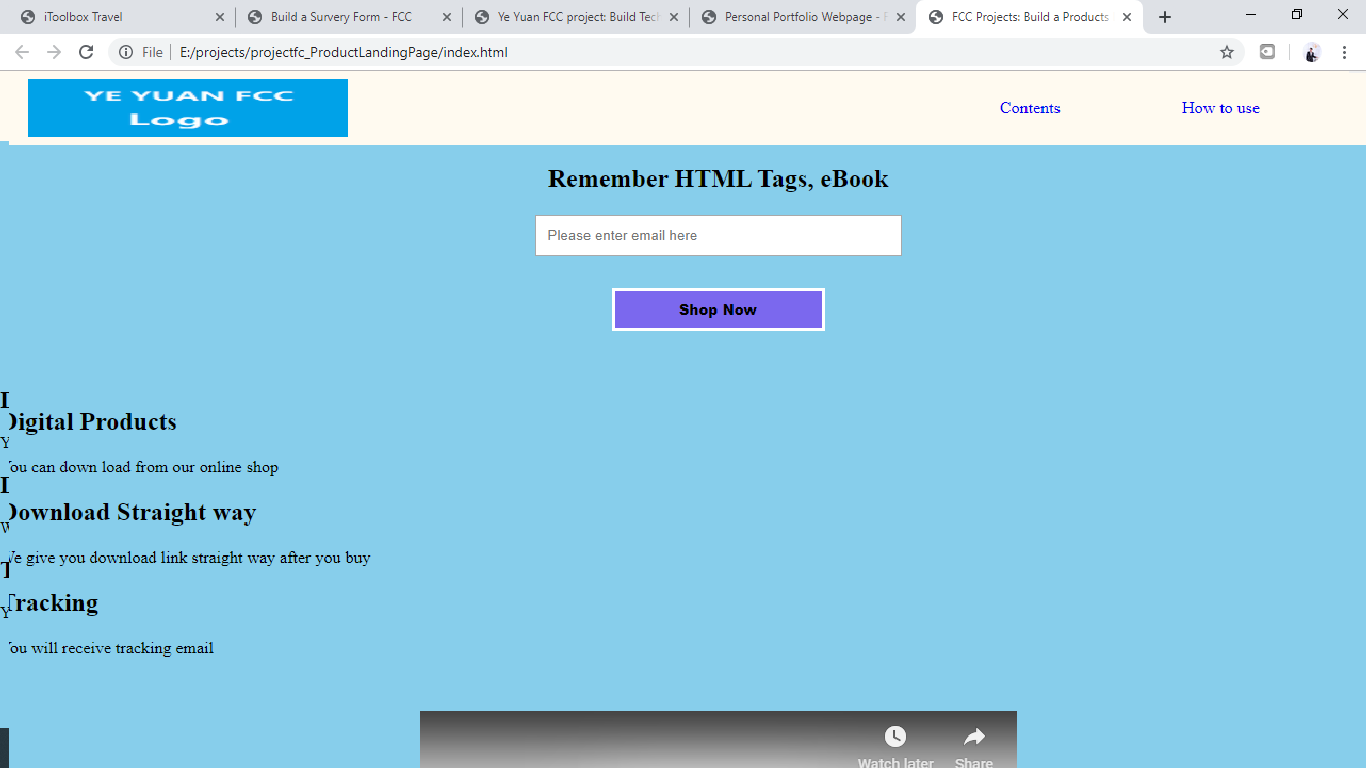 iToolbox Travel
Build a Survery Form - FCC
Ye Yuan FCC project: Build Tech
Personal Portfolio Webpage - F
FCC Projects: Build a Products
File
E:/projects/projectfc_ProductLandingPage/index.html
YE YUAN FCC
Logo
Contents
How to use
Remember HTML Tags, eBook
Please enter email here
Shop Now
Digital Products
You can down load from our online shop
Download Straight way
We give you download link straight way after you buy
Tracking
You will receive tracking email
Watch later
Share